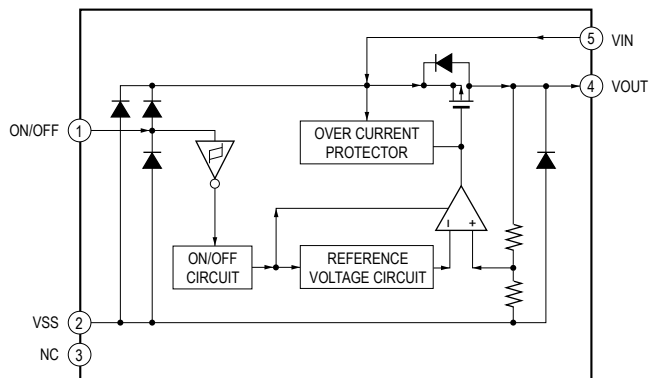 5 VIN
4 VOUT
ON/OFF 1
OVER CURRENT
PROTECTOR
- +
ON/OFF
CIRCUIT
REFERENCE
VOLTAGE CIRCUIT
VSS 2
NC 3